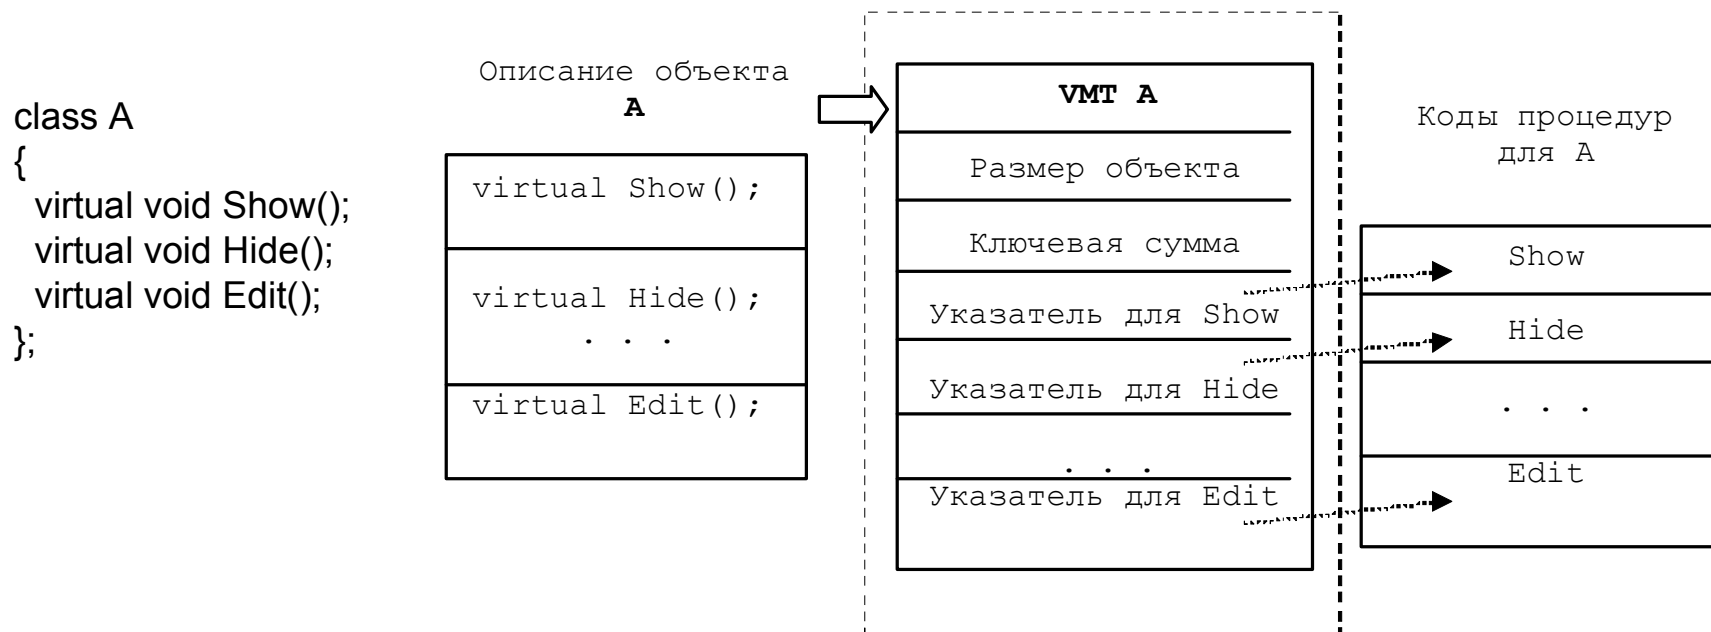 class A
{
virtual void Show();
virtual void Hide();
virtual void Edit();
};
Описание объекта
A
virtual Show();
virtual Hide();
. . .
virtual Edit();
VMT A
Размер объекта
Ключевая сумма
Указатель для Show
Указатель для Hide
. . .
Указатель для Edit
Коды процедур
для A
Show
Hide
. . .
Edit